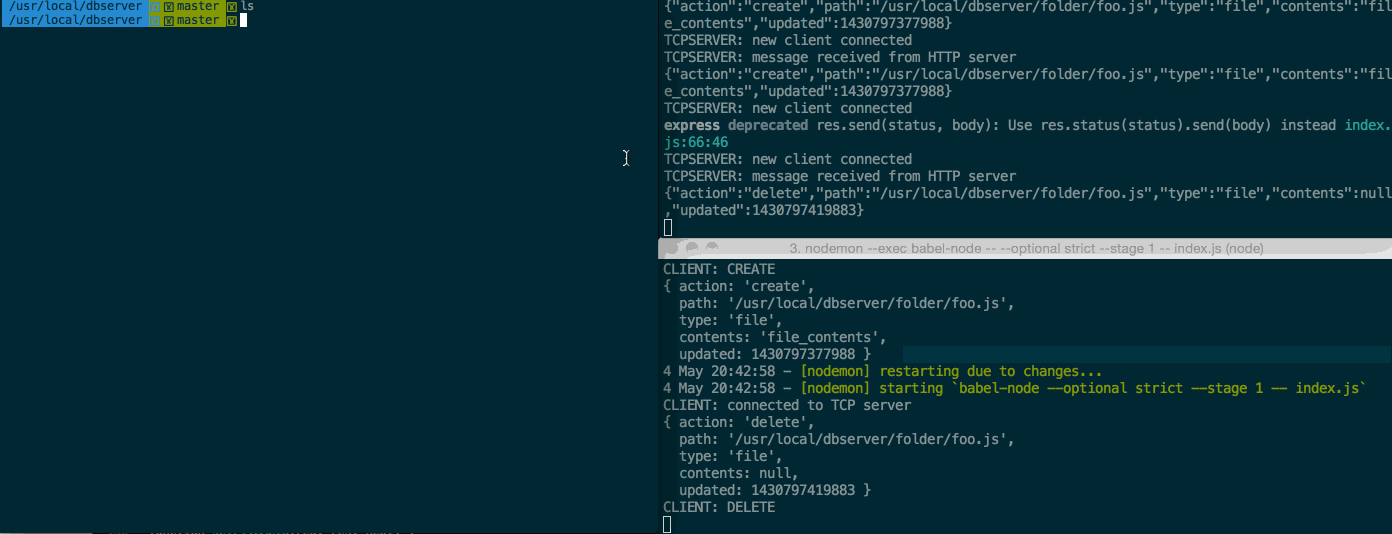 /usr/local/dbserver master ls
/usr/local/dbserver master
{"action":"create","path":"/usr/local/dbserver/folder/foo.js","type":"file","contents":"fil
e_contents","updated":1430797377988}
TCPSERVER: new client connected
TCPSERVER: message received from HTTP server
{"action":"create","path":"/usr/local/dbserver/folder/foo.js","type":"file","contents":"fil
e_contents","updated":1430797377988}
TCPSERVER: new client connected
express deprecated res.send(status, body): Use res.status(status).send(body) instead index.
js:66:46
TCPSERVER: new client connected
TCPSERVER: message received from HTTP server
{"action":"delete","path":"/usr/local/dbserver/folder/foo.js","type":"file","contents":null
,"updated":1430797419883}
3. nodemon --exec babel-node -- --optional strict --stage 1 -- index.js (node)
CLIENT: CREATE
{ action: 'create',
path: '/usr/local/dbserver/folder/foo.js',
type: 'file',
contents: 'file_contents',
updated: 1430797377988 }
4 May 20:42:58 - [nodemon] restarting due to changes...
4 May 20:42:58 - [nodemon] starting `babel-node --optional strict --stage 1 -- index.js`
CLIENT: connected to TCP server
{ action: 'delete',
path: '/usr/local/dbserver/folder/foo.js',
type: 'file',
contents: null,
updated: 1430797419883 }
CLIENT: DELETE